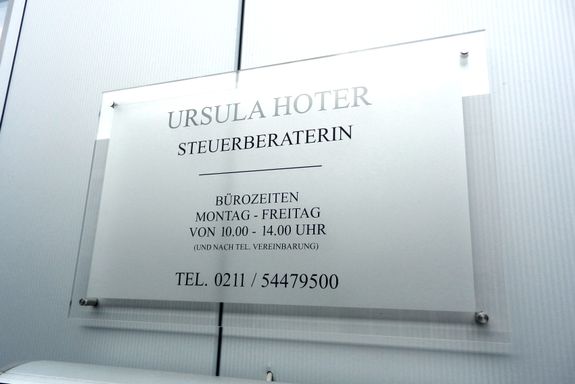 URSULA HOTER
STEUERBERATERIN
BÜROZEITEN
MONTAG - FREITAG
VON 10.00 - 14.00 UHR
(UND NACH TEL. VEREINBARUNG)
TEL. 0211 / 54479500